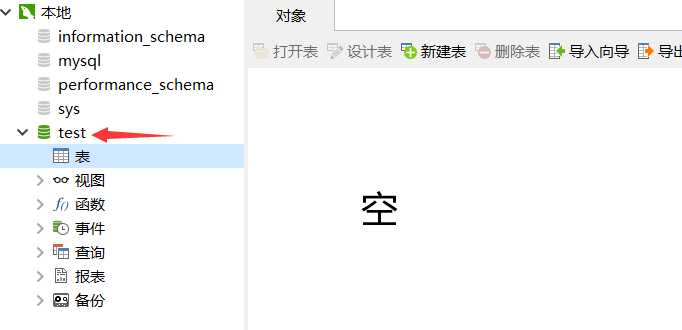 本地
information_schema
mysql
performance_schema
sys
test
表
视图
f() 函数
事件
查询
报表
备份
对象
打开表 设计表 新建表 删除表 导入向导 导出
空